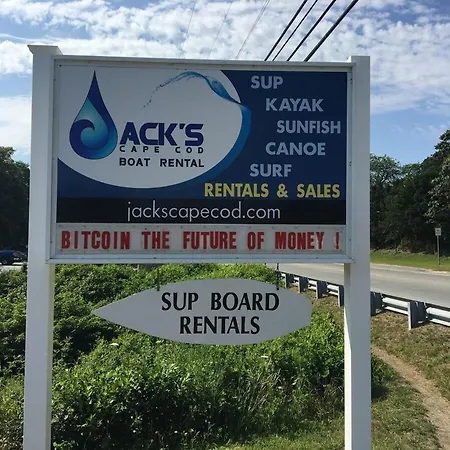 JACK'S
CAPE COD
BOAT RENTAL
SUP
KAYAK
SUNFISH
CANOE
SURF
RENTALS & SALES
jackscapecod.com
BITCOIN THE FUTURE OF MONEY !
SUP BOARD
RENTALS